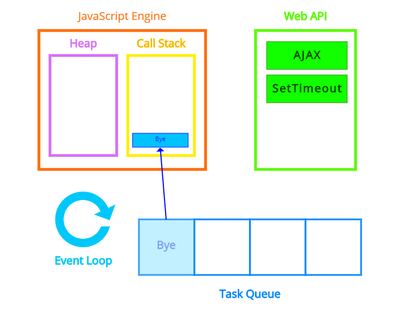 JavaScript Engine
Web API
Heap
Call Stack
AJAX
SetTimeout
Bye
Bye
Event Loop
Task Queue